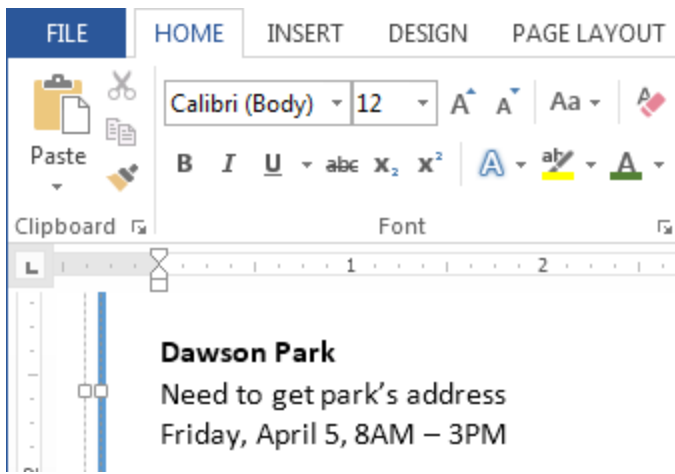 FILE HOME INSERT DESIGN PAGE LAYOUT
Calibri (Body) 12 A A Aa A
Paste
B I U abc X₂ X² A ab A
Clipboard Font
L 1 2
Dawson Park
Need to get park's address
Friday, April 5, 8AM – 3PM